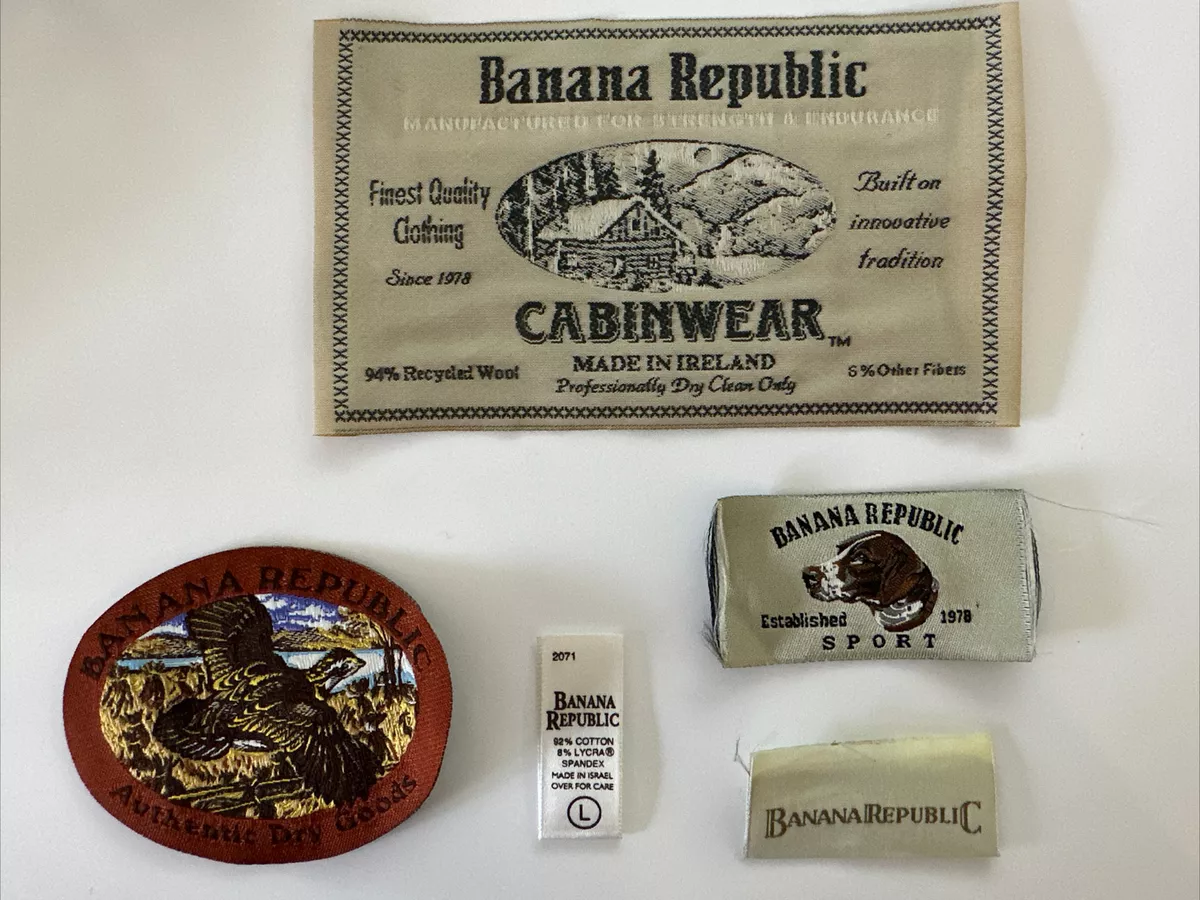 Banana Republic
MANUFACTURED FOR STRENGTH & ENDURANCE
Finest Quality
Clothing
Since 1978
Built on
innovative
tradition
CABINWEAR™
MADE IN IRELAND
94% Recycled Wool
Professionally Dry Clean Only
6% Other Fibers
BANANA REPUBLIC
Established 1978
SPORT
BANANA REPUBLIC
Authentic Dry Goods
2071
BANANA
REPUBLIC
92% COTTON
8% LYCRA®
SPANDEX
MADE IN ISRAEL
OVER FOR CARE
L
BANANA REPUBLIC